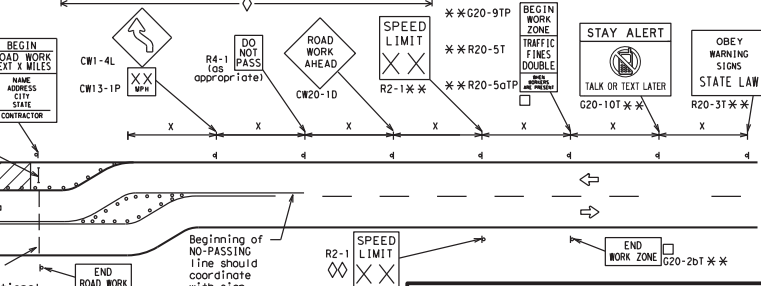 BEGIN
ROAD WORK
NEXT X MILES
NAME
ADDRESS
CITY
STATE
CONTRACTOR
CW1-4L
CW13-1P
XX
MPH
R4-1
(as
appropriate)
DO
NOT
PASS
ROAD
WORK
AHEAD
CW20-1D
SPEED
LIMIT
XX
R2-1**
**G20-9TP
**R20-5T
**R20-5aTP
BEGIN
WORK
ZONE
TRAFFIC
FINES
DOUBLE
WHEN
WORKERS
ARE PRESENT
STAY ALERT
TALK OR TEXT LATER
G20-10T**
OBEY
WARNING
SIGNS
STATE LAW
R20-3T**
X X X X X X X
Beginning of
NO-PASSING
line should
coordinate
with sign
R2-1
SPEED
LIMIT
XX
END
WORK ZONE
G20-2bT**
END
ROAD WORK